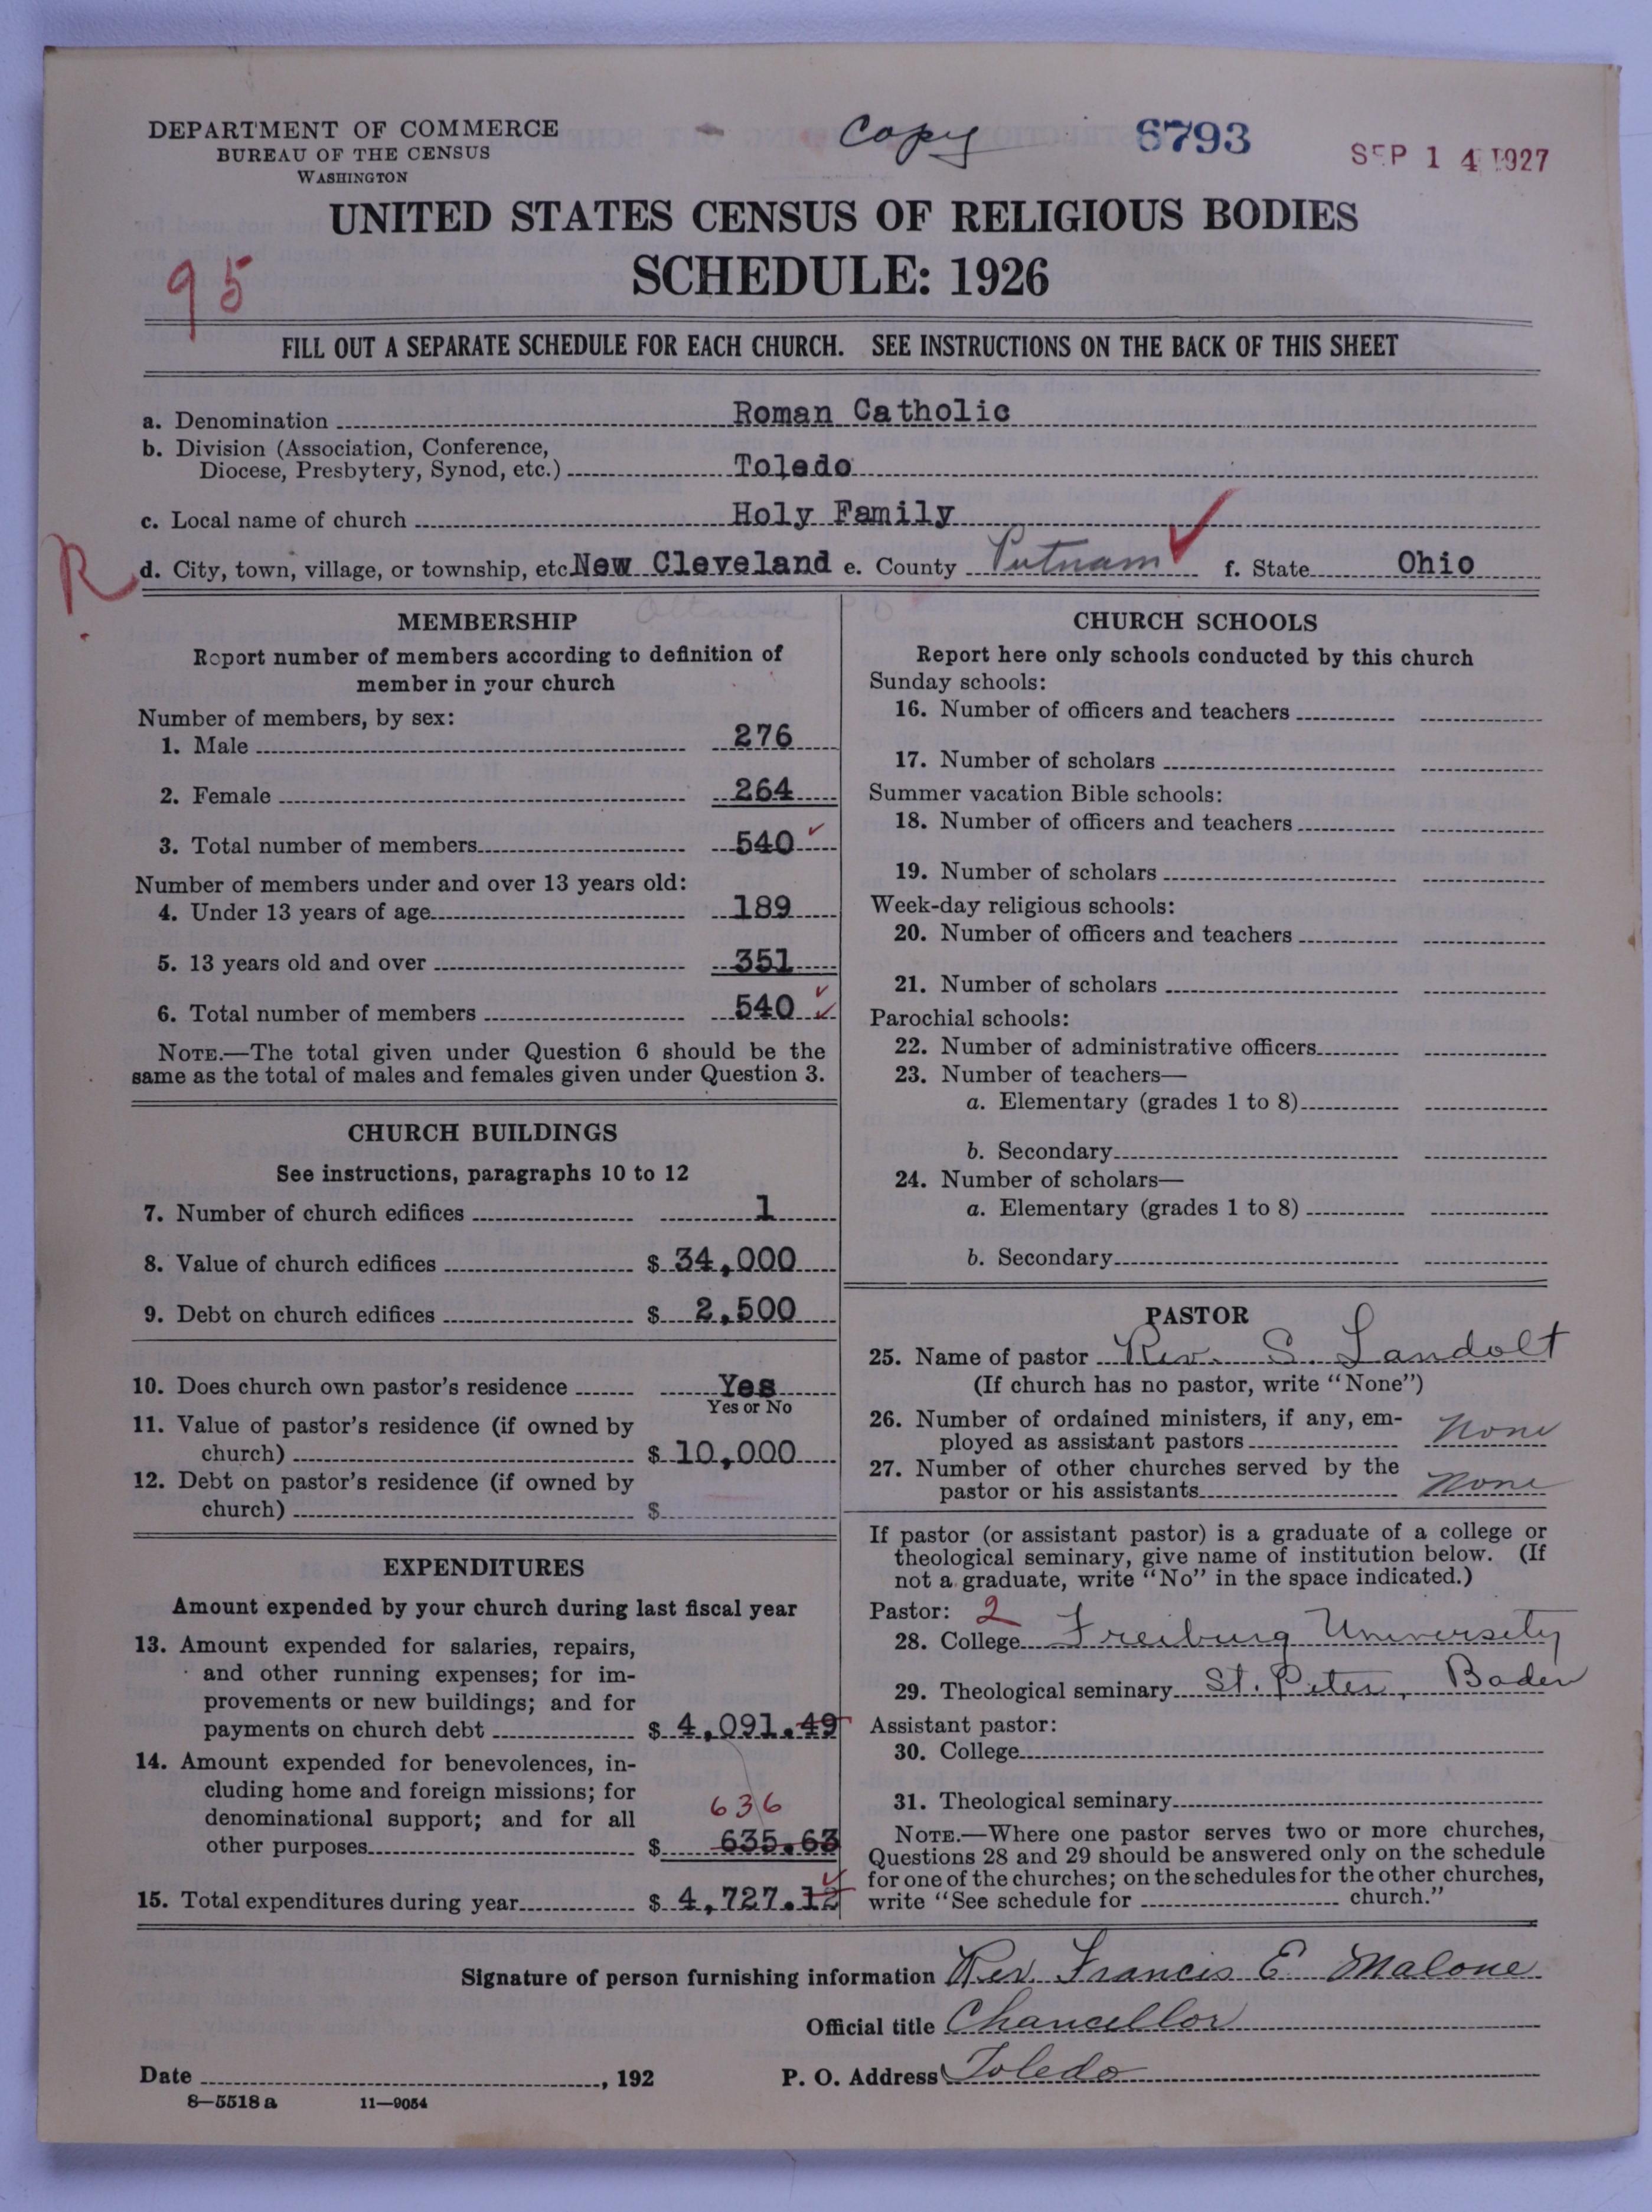 DEPARTMENT OF COMMERCE
BUREAU OF THE CENSUS
WASHINGTON
Copy
6793
SEP 14 1927
UNITED STATES CENSUS OF RELIGIOUS BODIES
SCHEDULE: 1926
95
FILL OUT A SEPARATE SCHEDULE FOR EACH CHURCH. SEE INSTRUCTIONS ON THE BACK OF THIS SHEET
a. Denomination Roman Catholic
b. Division (Association, Conference,
Diocese, Presbytery, Synod, etc.) Toledo
c. Local name of church Holy Family
R
d. City, town, village, or township, etc. New Cleveland e. County Putnam f. State Ohio
MEMBERSHIP
Report number of members according to definition of
member in your church
Number of members, by sex:
1. Male 276
2. Female 264
3. Total number of members 540
Number of members under and over 13 years old:
4. Under 13 years of age 189
5. 13 years old and over 351
6. Total number of members 540
NOTE.—The total given under Question 6 should be the
same as the total of males and females given under Question 3.
CHURCH BUILDINGS
See instructions, paragraphs 10 to 12
7. Number of church edifices 1
8. Value of church edifices $ 34,000
9. Debt on church edifices $ 2,500
10. Does church own pastor's residence Yes
Yes or No
11. Value of pastor's residence (if owned by
church) $ 10,000
12. Debt on pastor's residence (if owned by
church) $
EXPENDITURES
Amount expended by your church during last fiscal year
13. Amount expended for salaries, repairs,
and other running expenses; for im-
provements or new buildings; and for
payments on church debt $ 4,091.49
14. Amount expended for benevolences, in-
cluding home and foreign missions; for
denominational support; and for all
636
other purposes $ 635.63
15. Total expenditures during year $ 4,727.12
CHURCH SCHOOLS
Report here only schools conducted by this church
Sunday schools:
16. Number of officers and teachers
17. Number of scholars
Summer vacation Bible schools:
18. Number of officers and teachers
19. Number of scholars
Week-day religious schools:
20. Number of officers and teachers
21. Number of scholars
Parochial schools:
22. Number of administrative officers
23. Number of teachers—
a. Elementary (grades 1 to 8)
b. Secondary
24. Number of scholars—
a. Elementary (grades 1 to 8)
b. Secondary
PASTOR
25. Name of pastor Rev. S. Landolt
(If church has no pastor, write "None")
26. Number of ordained ministers, if any, em-
ployed as assistant pastors None
27. Number of other churches served by the
pastor or his assistants None
If pastor (or assistant pastor) is a graduate of a college or
theological seminary, give name of institution below. (If
not a graduate, write "No" in the space indicated.)
Pastor: 2
28. College Freiburg University
29. Theological seminary St. Peter, Baden
Assistant pastor:
30. College
31. Theological seminary
NOTE.—Where one pastor serves two or more churches,
Questions 28 and 29 should be answered only on the schedule
for one of the churches; on the schedules for the other churches,
write "See schedule for church."
Signature of person furnishing information Rev. Francis E Malone
Official title Chancellor
Date , 192
P. O. Address Toledo
8—5518 a 11—9054